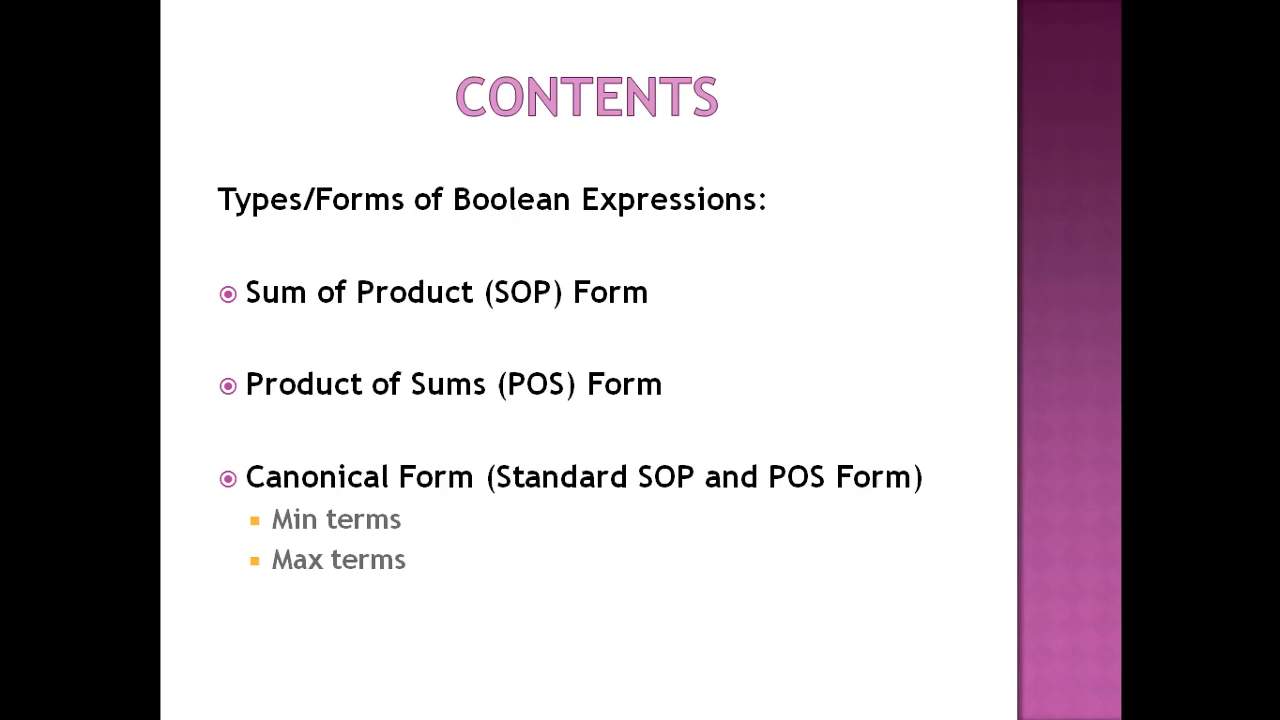 CONTENTS
Types/Forms of Boolean Expressions:
Sum of Product (SOP) Form
Product of Sums (POS) Form
Canonical Form (Standard SOP and POS Form)
Min terms
Max terms